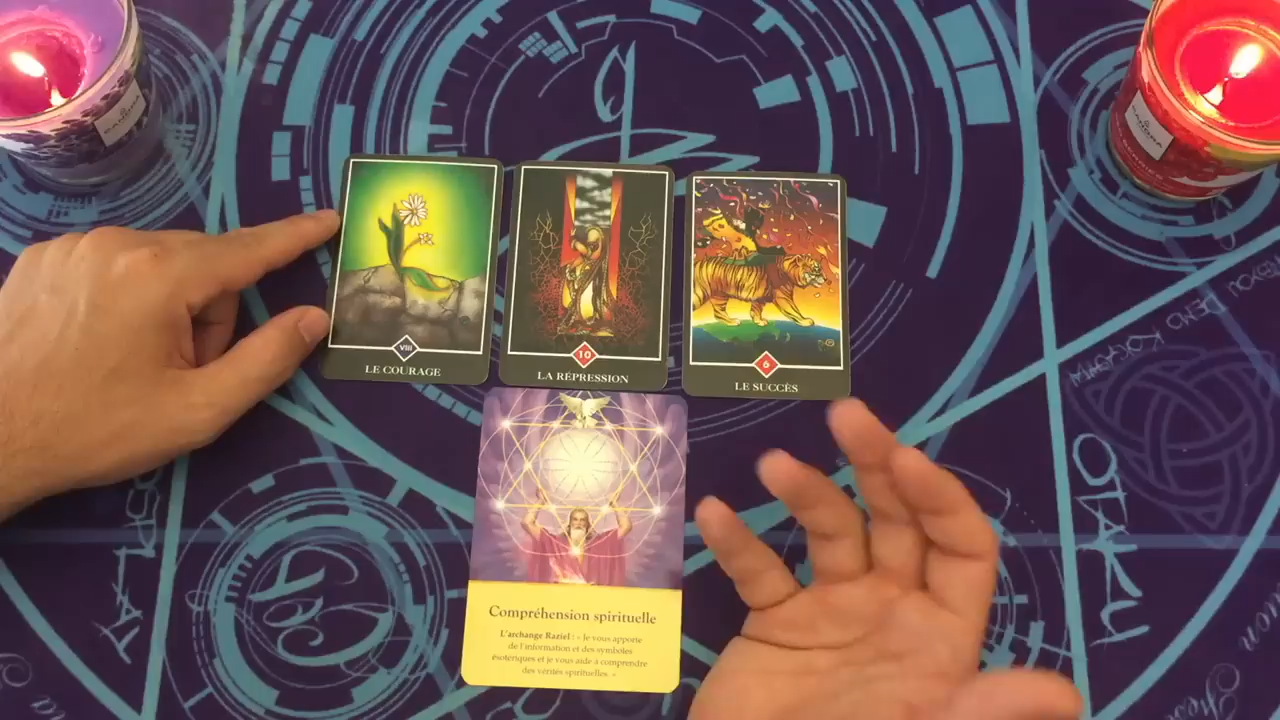 VIII
LE COURAGE
10
LA RÉPRESSION
6
LE SUCCÈS
Compréhension spirituelle
L'archange Raziel : « Je vous apporte
de l'information et des symboles
ésotériques et je vous aide à comprendre
des vérités spirituelles. »
OTAKU